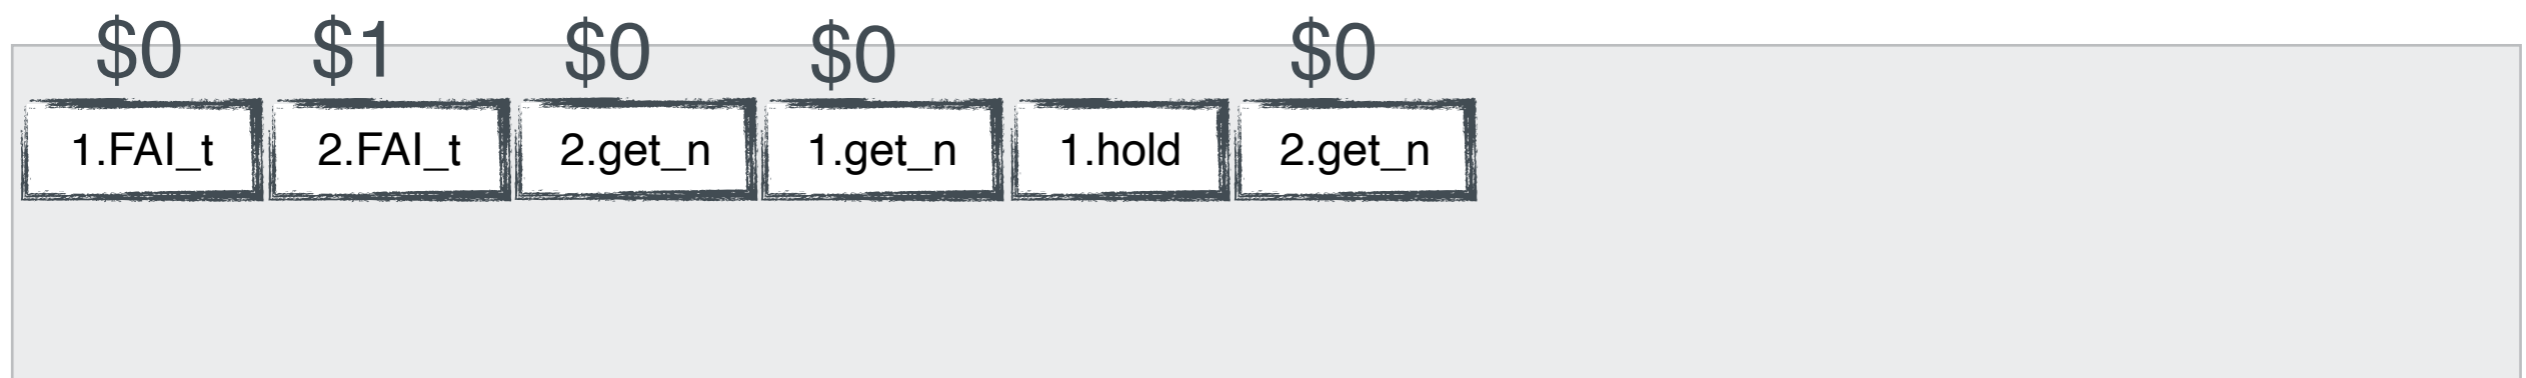 $0 $1 $0 $0 $0
1.FAI_t 2.FAI_t 2.get_n 1.get_n 1.hold 2.get_n